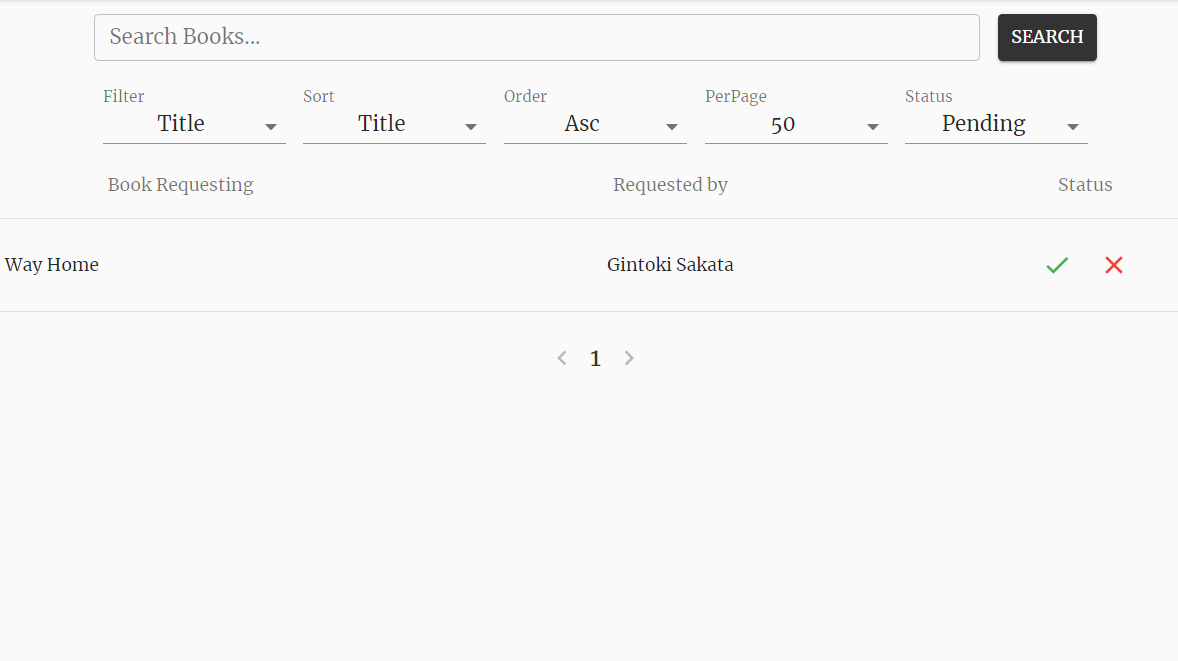 Search Books...
SEARCH
Filter Sort Order PerPage Status
Title Title Asc 50 Pending
Book Requesting Requested by Status
Way Home Gintoki Sakata
1